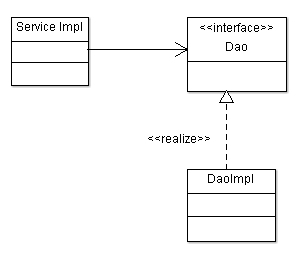 Service Impl
<<interface>>
Dao
<<realize>>
DaoImpl